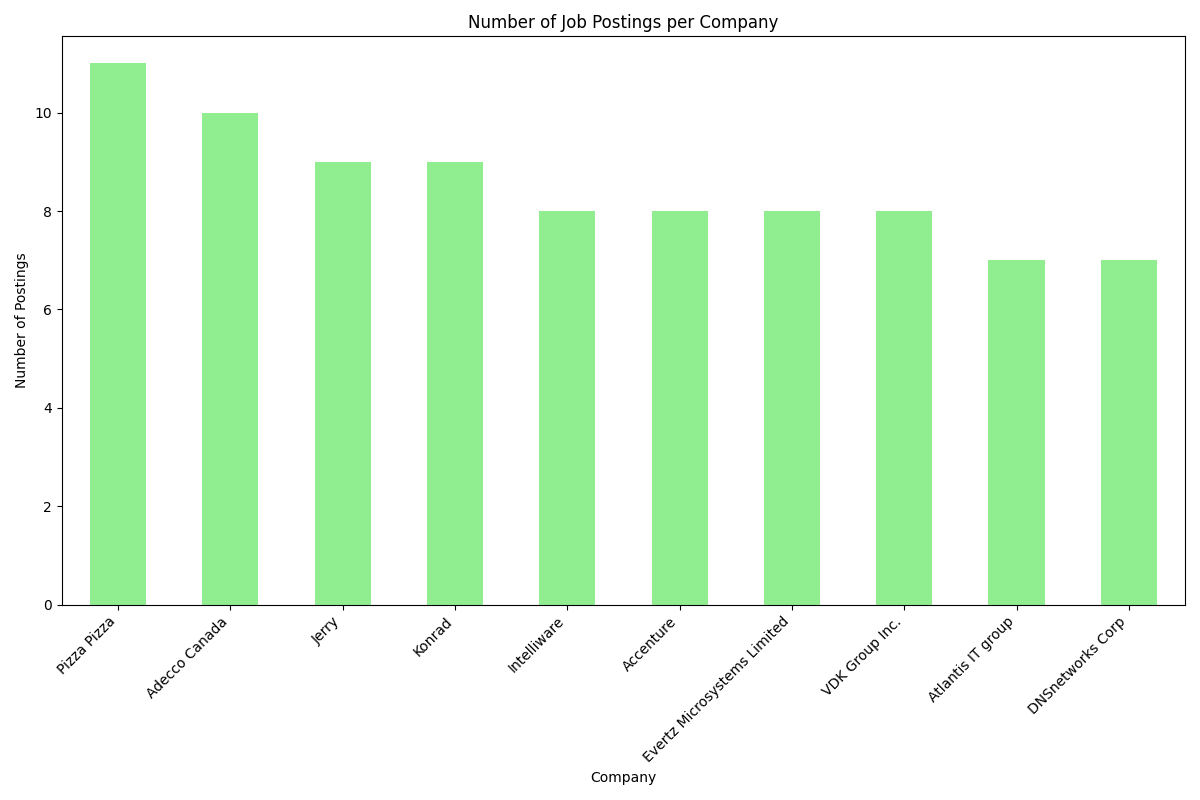 Number of Job Postings per Company
Number of Postings
10
8
6
4
2
0
Pizza Pizza
Adecco Canada
Jerry
Konrad
Intelliware
Accenture
Evertz Microsystems Limited
VDK Group Inc.
Atlantis IT group
DNSnetworks Corp
Company